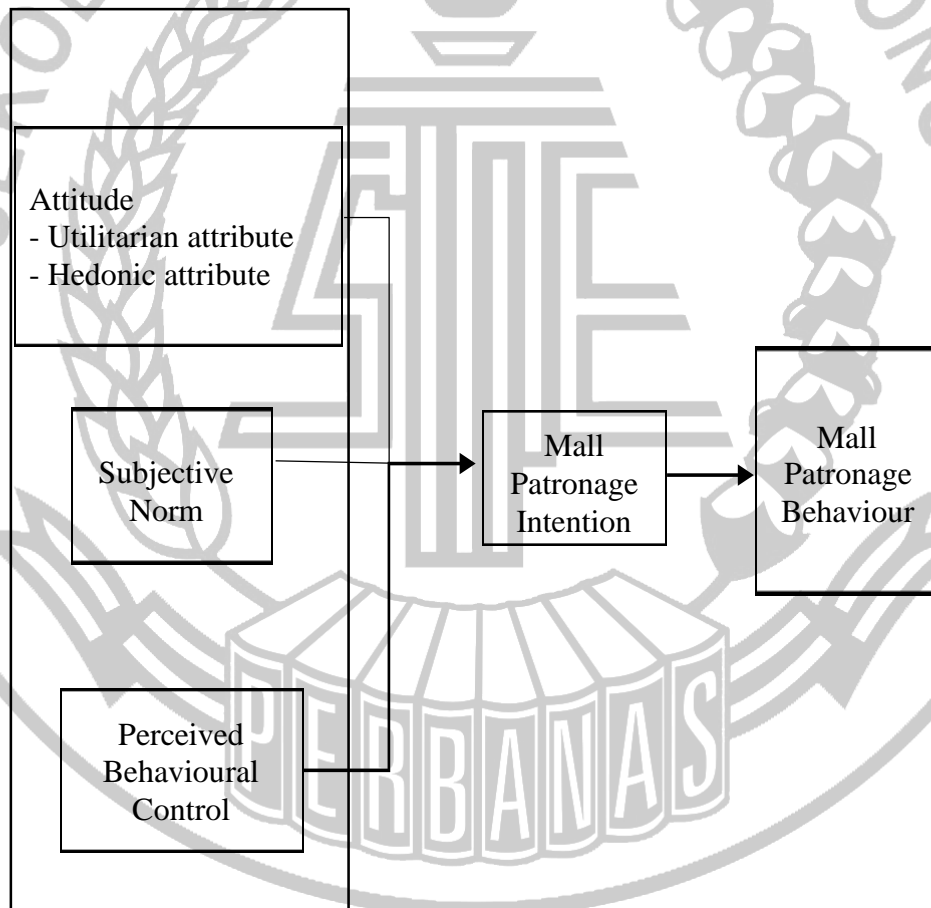 Attitude
- Utilitarian attribute
- Hedonic attribute
Subjective
Norm
Perceived
Behavioural
Control
Mall
Patronage
Intention
Mall
Patronage
Behaviour
PERBANAS